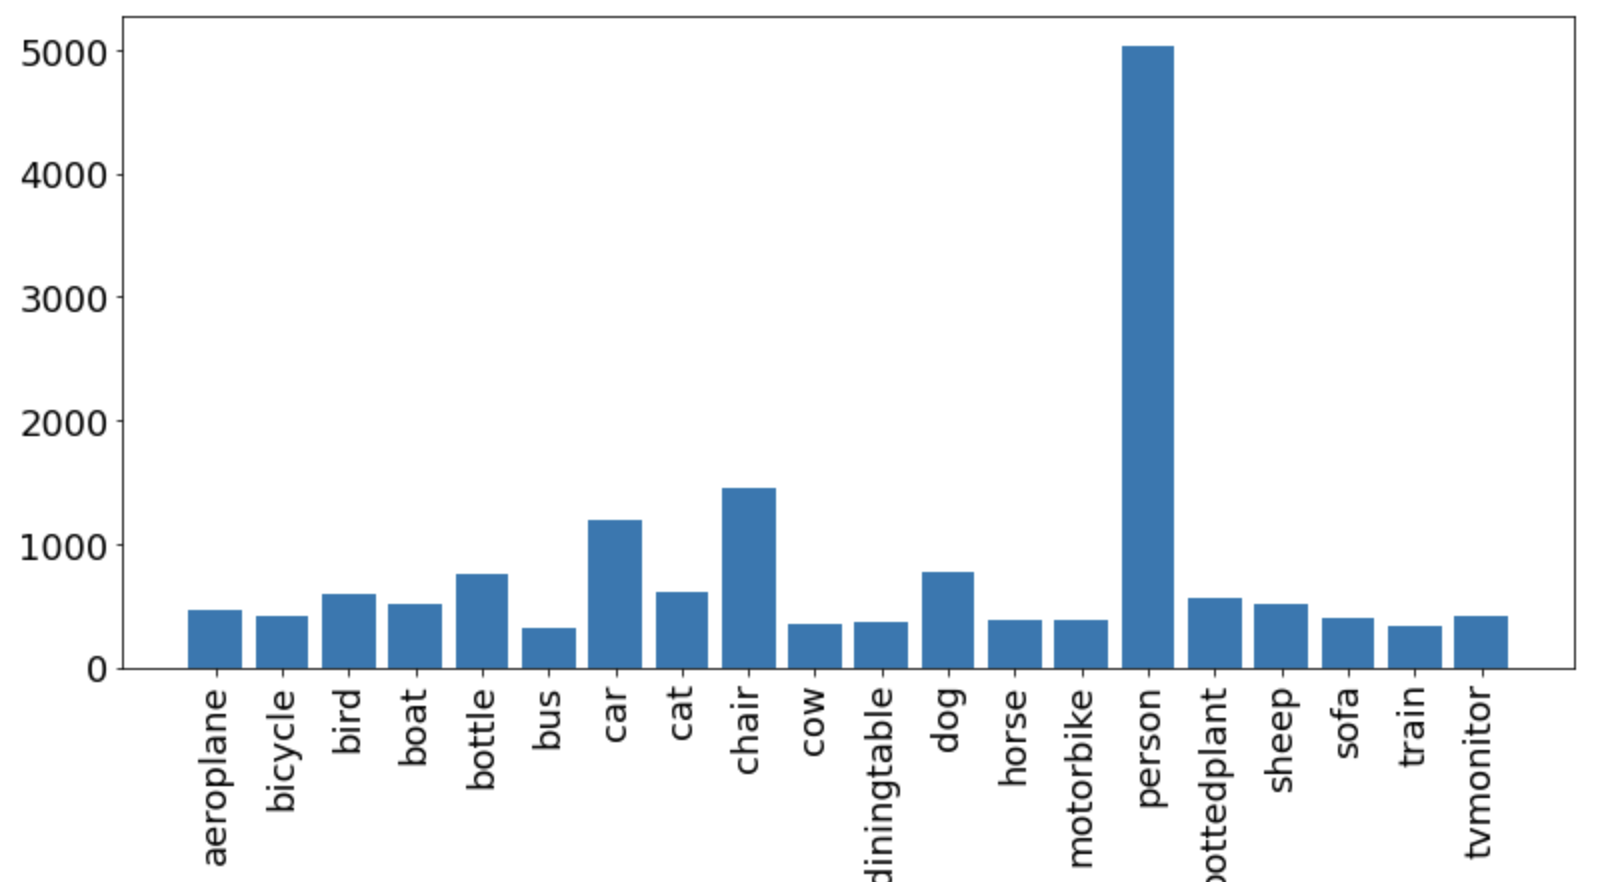 5000
4000
3000
2000
1000
0
aeroplane
bicycle
bird
boat
bottle
bus
car
cat
chair
cow
diningtable
dog
horse
motorbike
person
ottedplant
sheep
sofa
train
tvmonitor